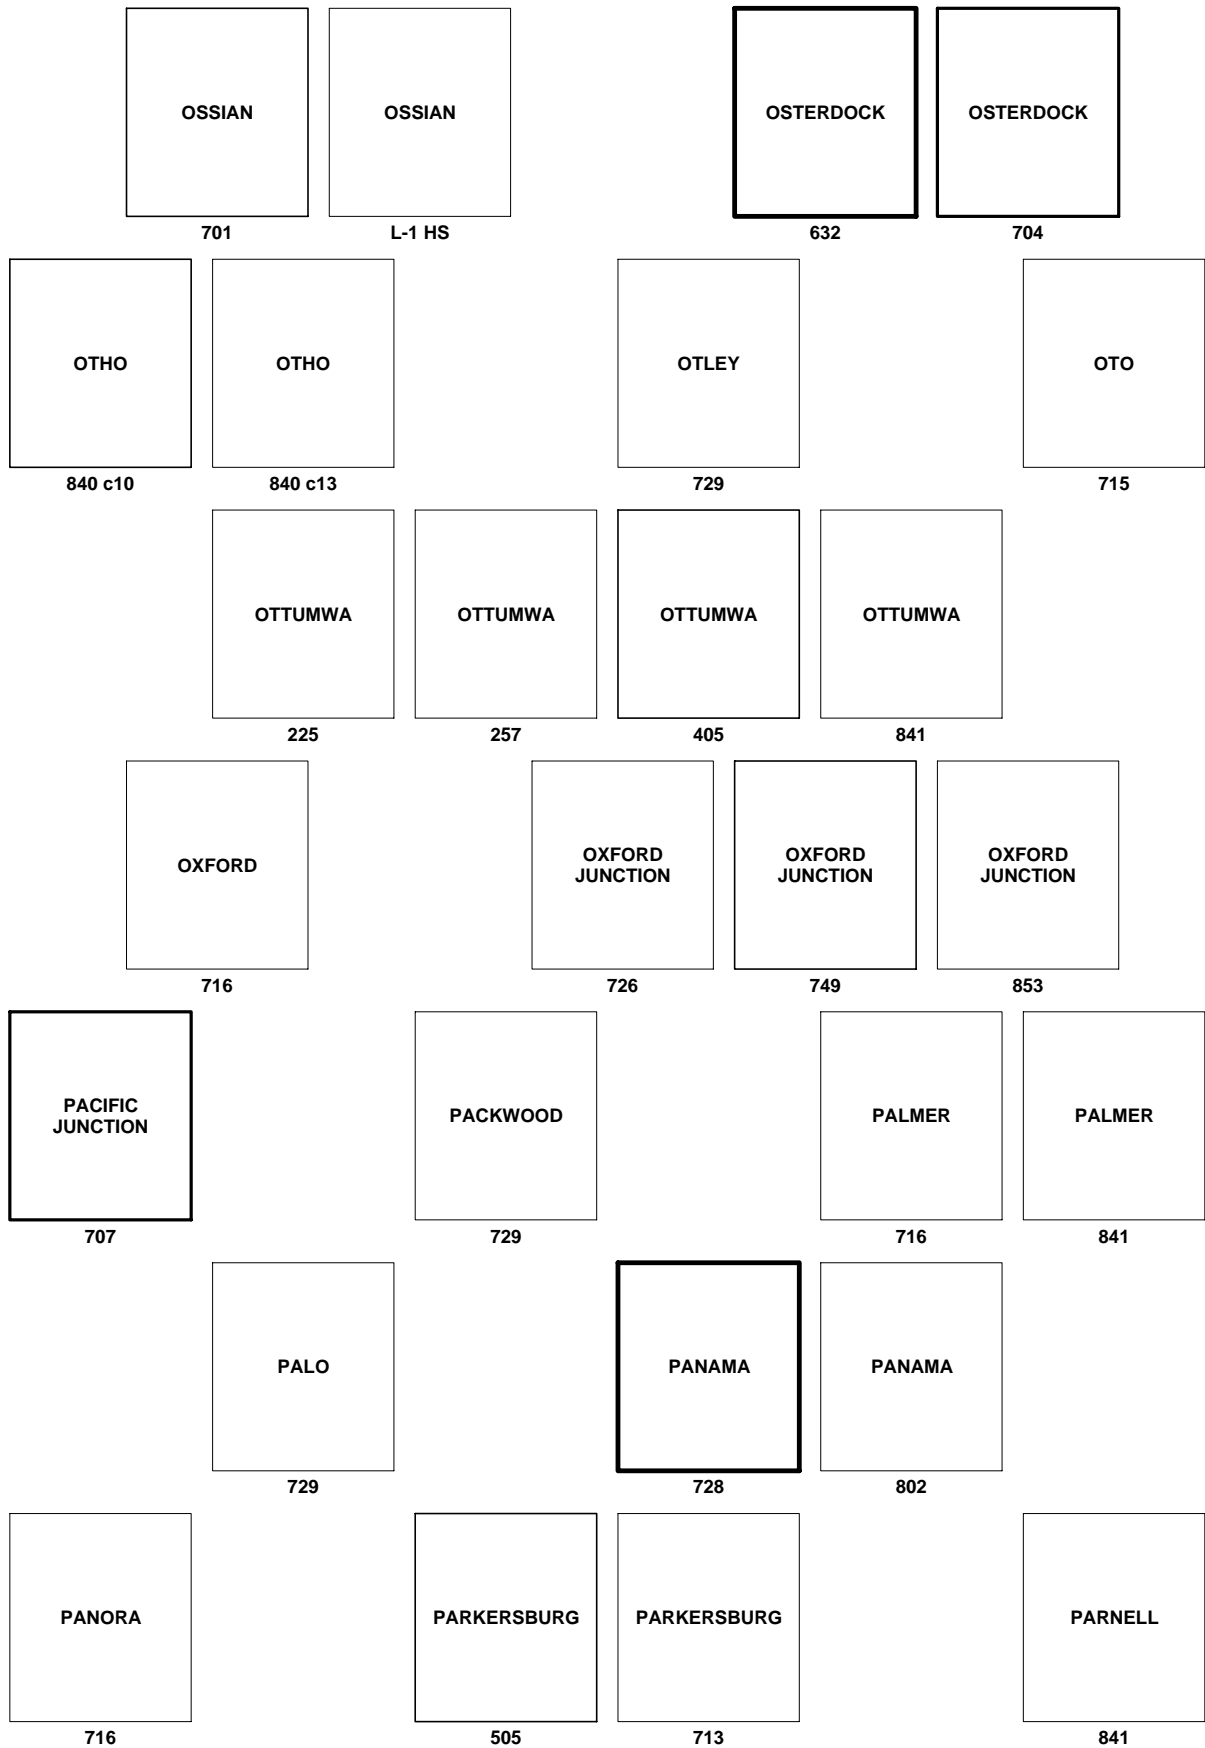 OSSIAN OSSIAN OSTERDOCK OSTERDOCK
701 L-1 HS 632 704
OTHO OTHO OTLEY OTO
840 c10 840 c13 729 715
OTTUMWA OTTUMWA OTTUMWA OTTUMWA
225 257 405 841
OXFORD OXFORD OXFORD OXFORD
JUNCTION JUNCTION JUNCTION
716 726 749 853
PACIFIC PACKWOOD PALMER PALMER
JUNCTION
707 729 716 841
PALO PANAMA PANAMA
729 728 802
PANORA PARKERSBURG PARKERSBURG PARNELL
716 505 713 841